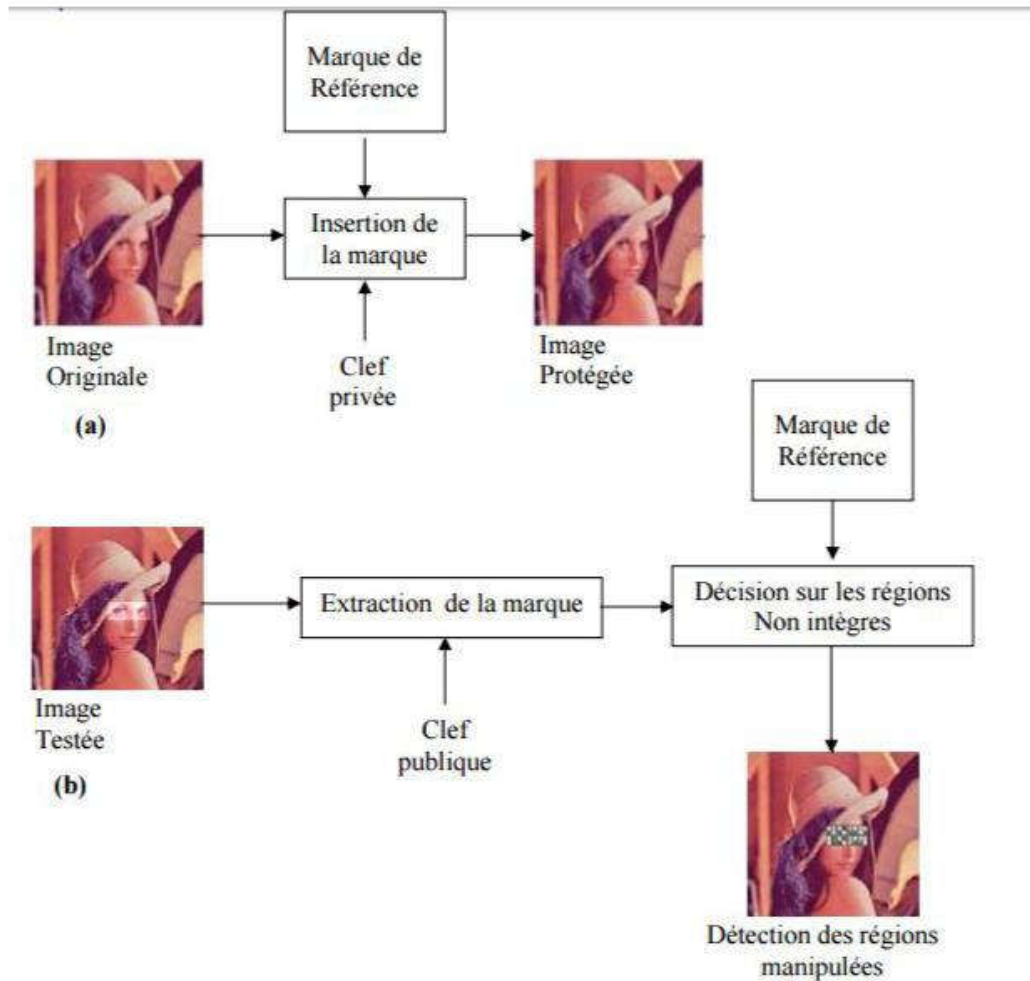 Marque de
Référence
Insertion de
la marque
Image
Originale
Clef
privée
Image
Protégée
(a)
Marque de
Référence
Extraction de la marque
Décision sur les régions
Non intègres
Image
Testée
Clef
publique
(b)
Détection des régions
manipulées